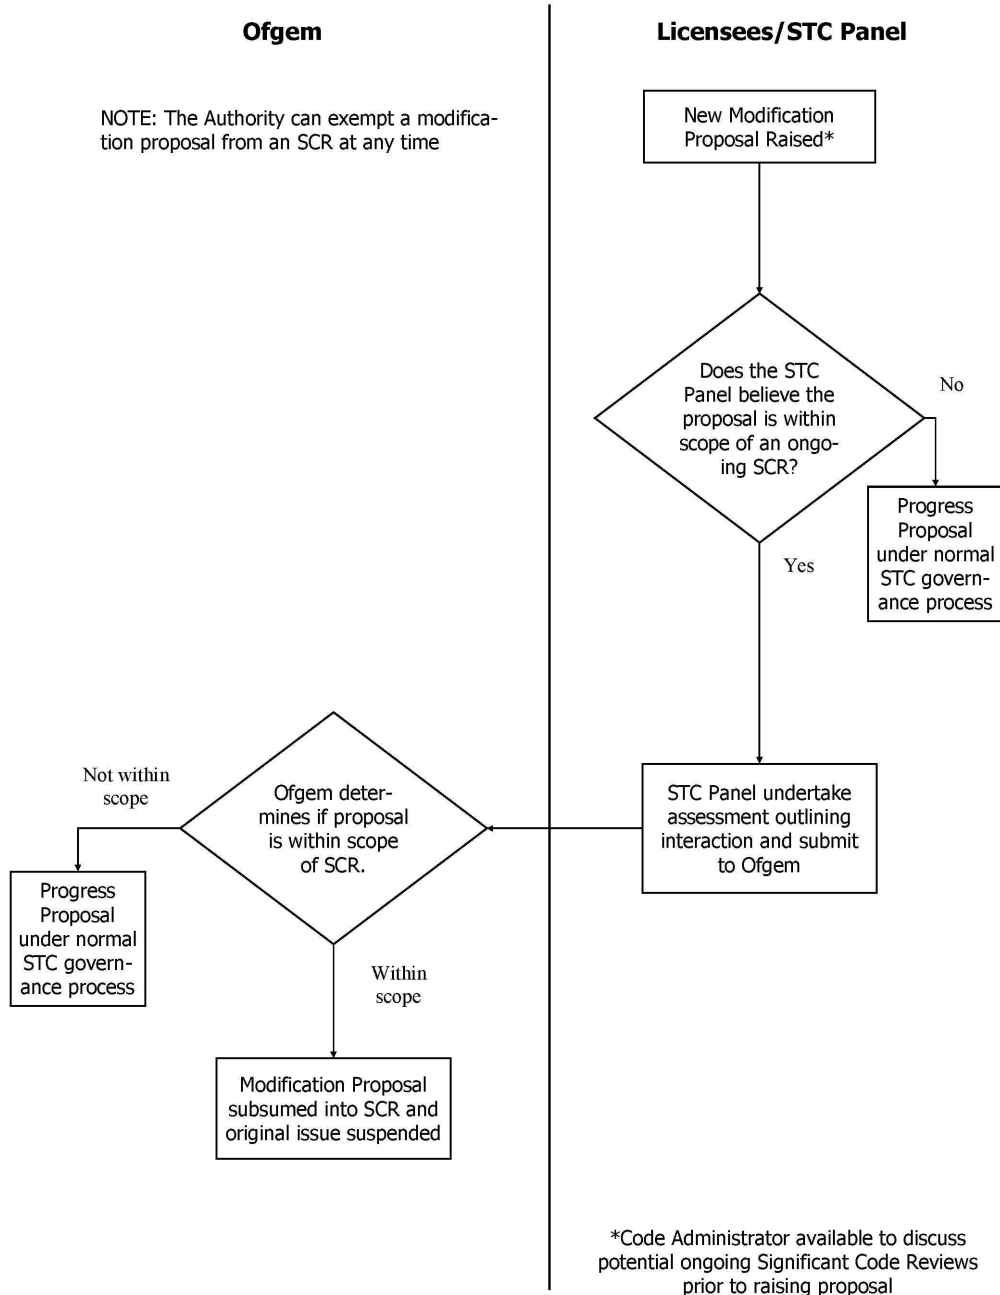 Ofgem
Licensees/STC Panel
NOTE: The Authority can exempt a modifica-
tion proposal from an SCR at any time
New Modification
Proposal Raised*
Does the STC
Panel believe the
proposal is within
scope of an ongo-
ing SCR?
No
Progress
Proposal
under normal
STC govern-
ance process
Yes
STC Panel undertake
assessment outlining
interaction and submit
to Ofgem
Ofgem deter-
mines if proposal
is within scope
of SCR.
Not within
scope
Progress
Proposal
under normal
STC govern-
ance process
Within
scope
Modification Proposal
subsumed into SCR and
original issue suspended
*Code Administrator available to discuss
potential ongoing Significant Code Reviews
prior to raising proposal